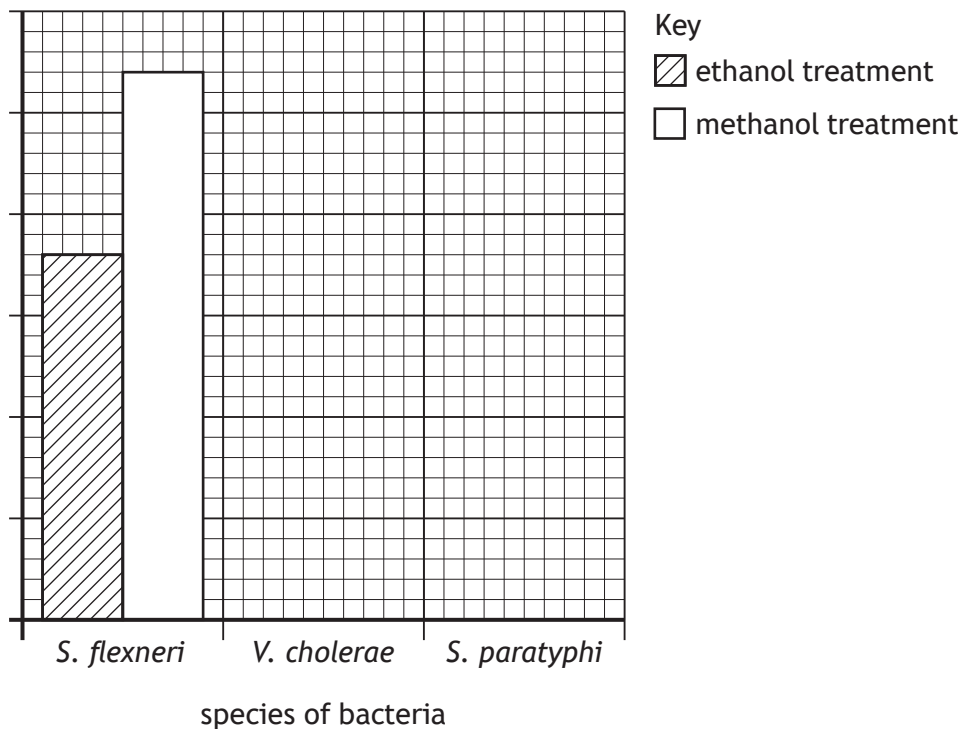 Key
ethanol treatment
methanol treatment
S. flexneri
V. cholerae
S. paratyphi
species of bacteria